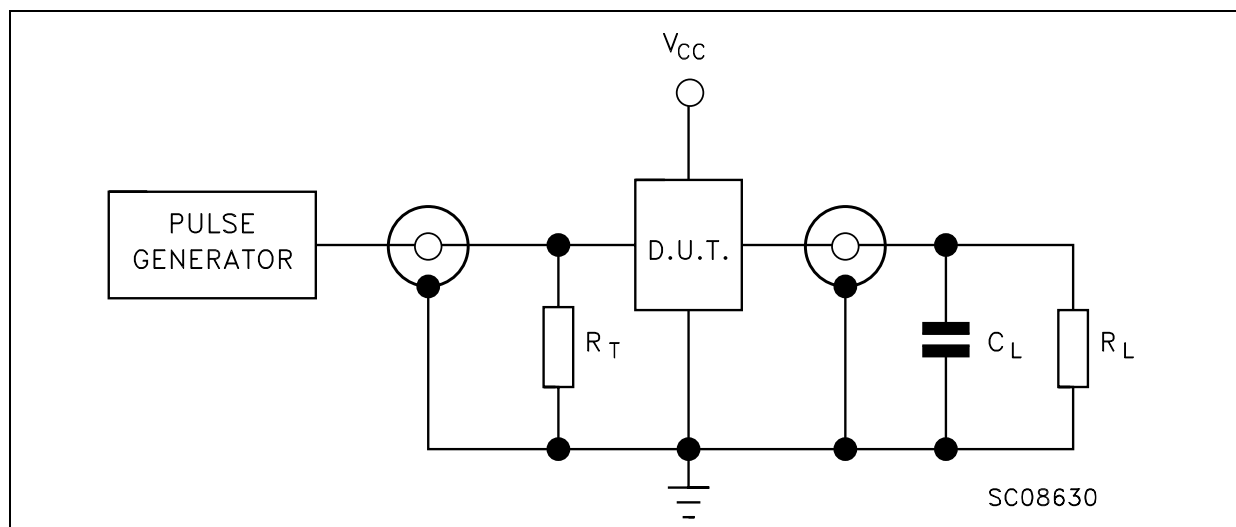 VCC
PULSE
GENERATOR
D.U.T.
RT
CL
RL
SC08630